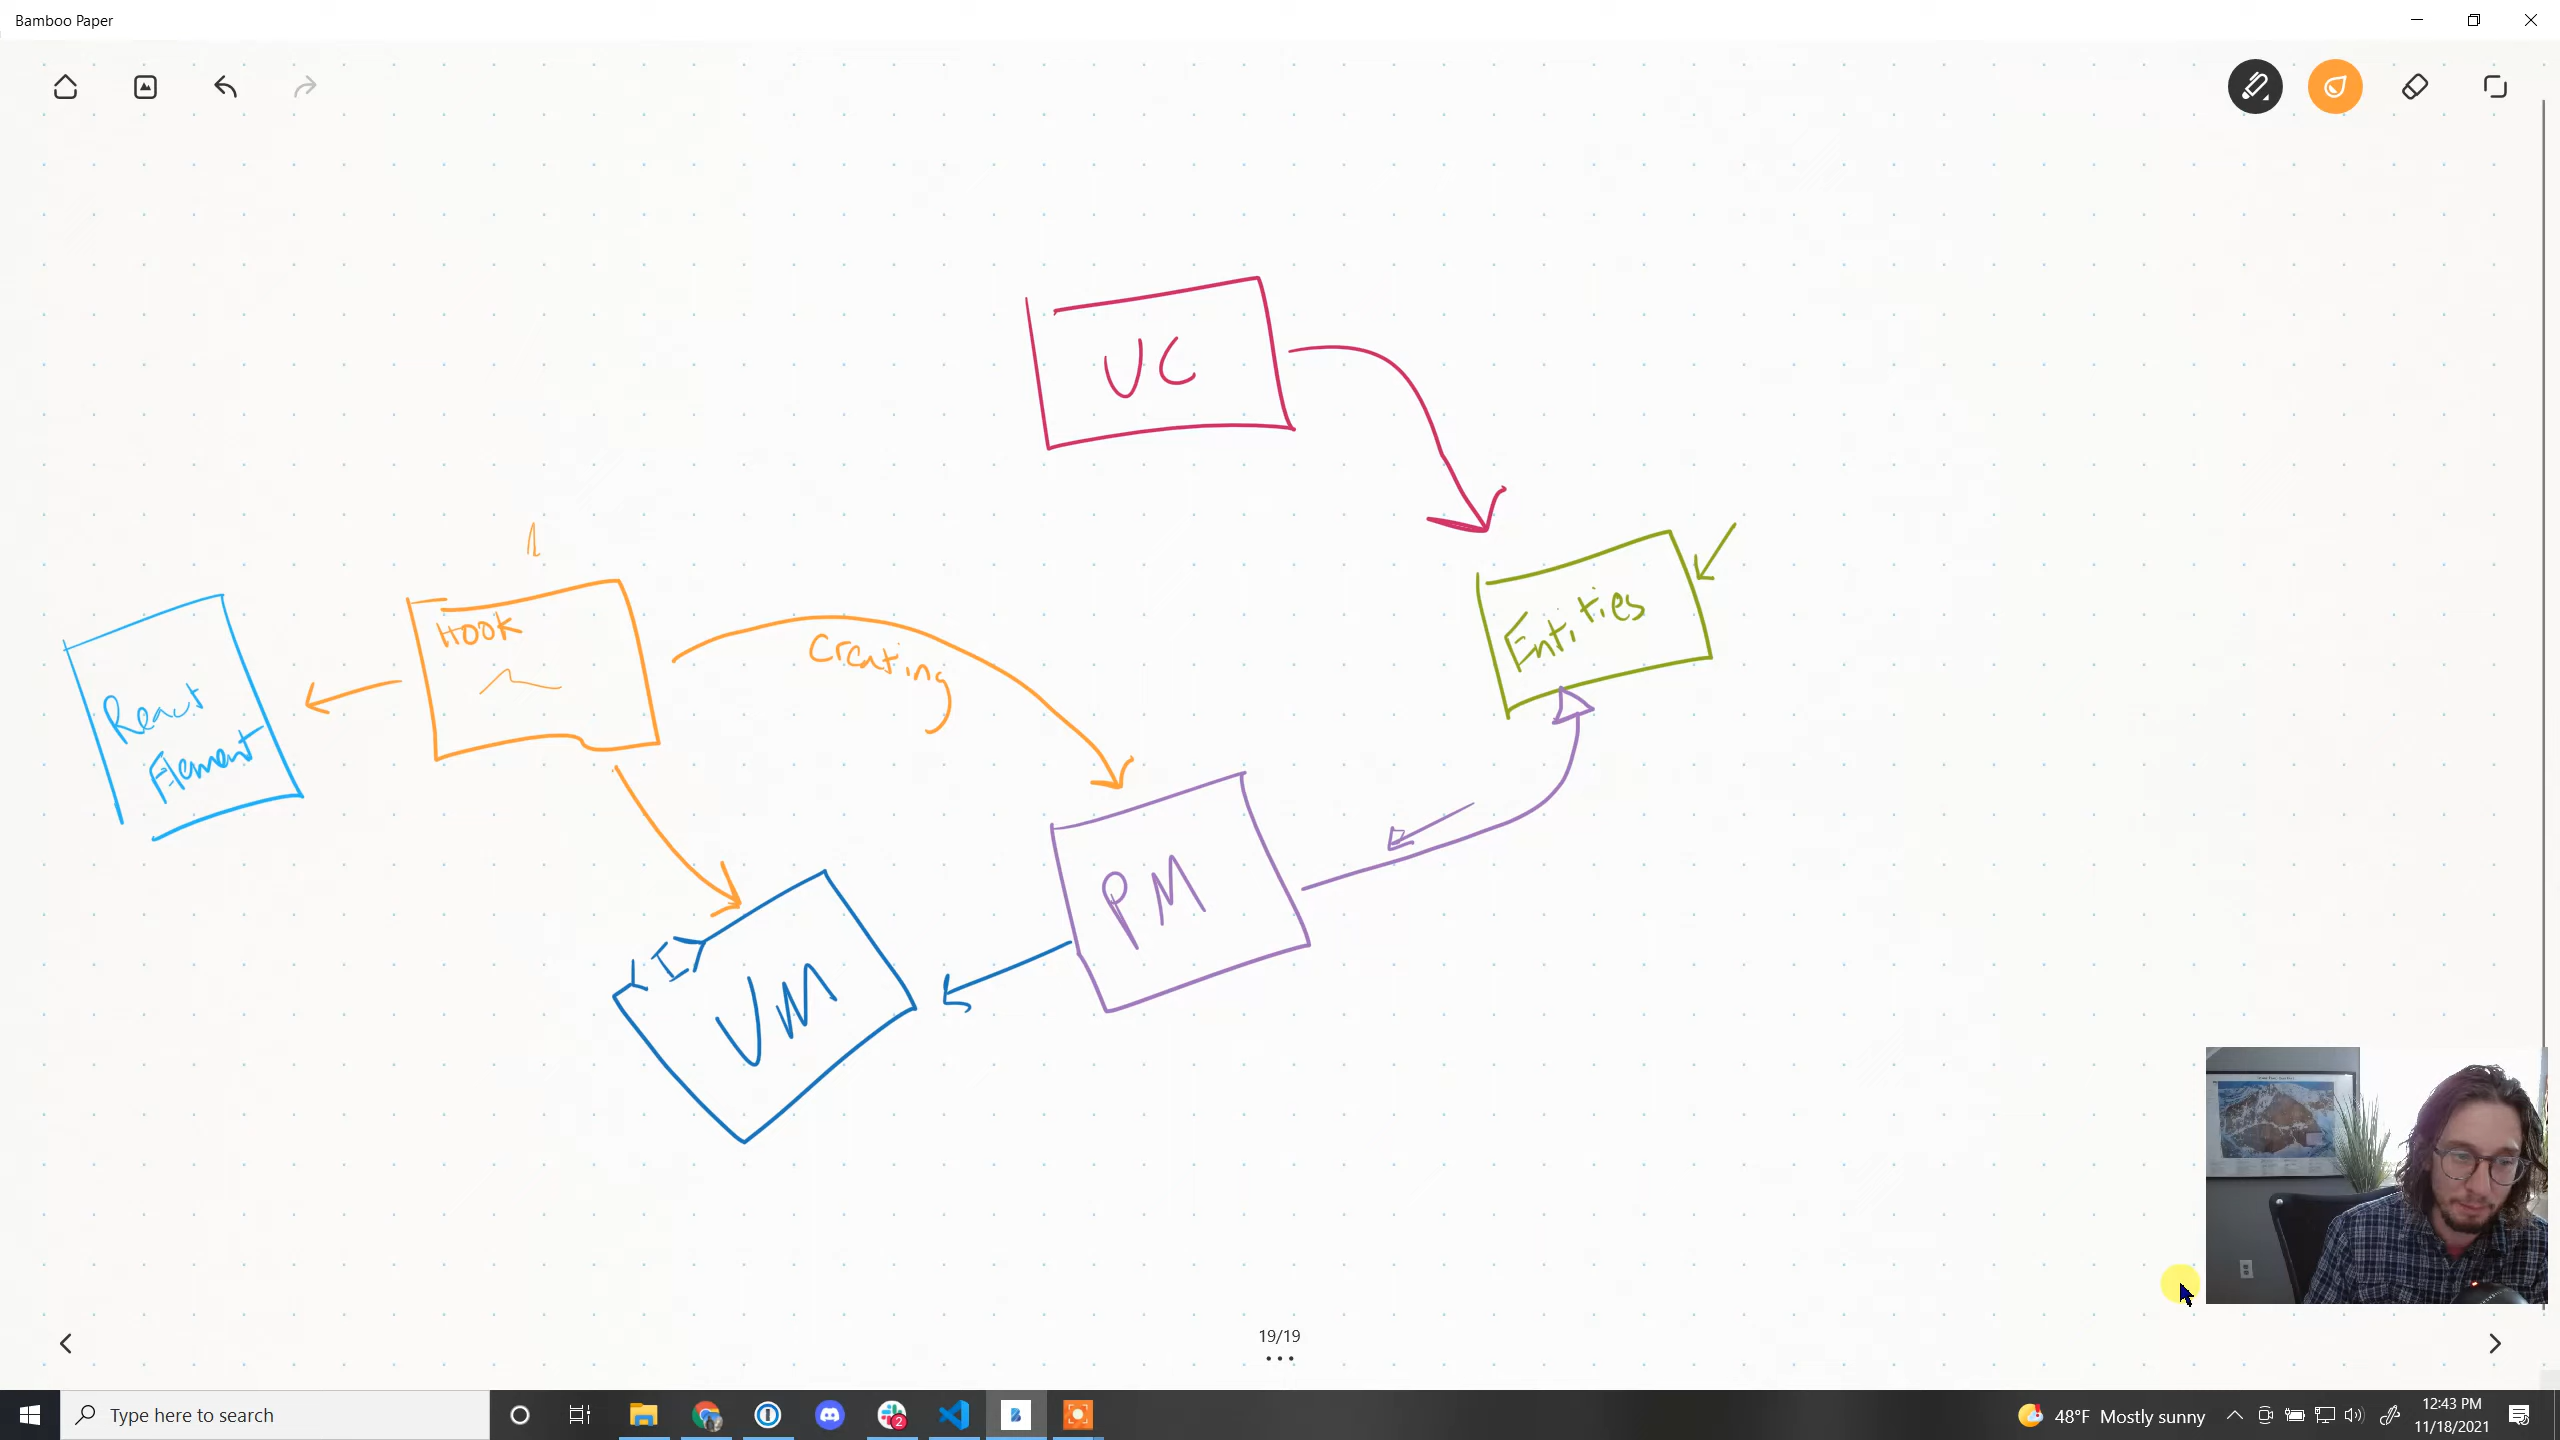 Bamboo Paper
UC
Entities
Hook
Creating
React
Element
PM
<I>
VM
19/19
Type here to search
2
48°F Mostly sunny
12:43 PM
11/18/2021